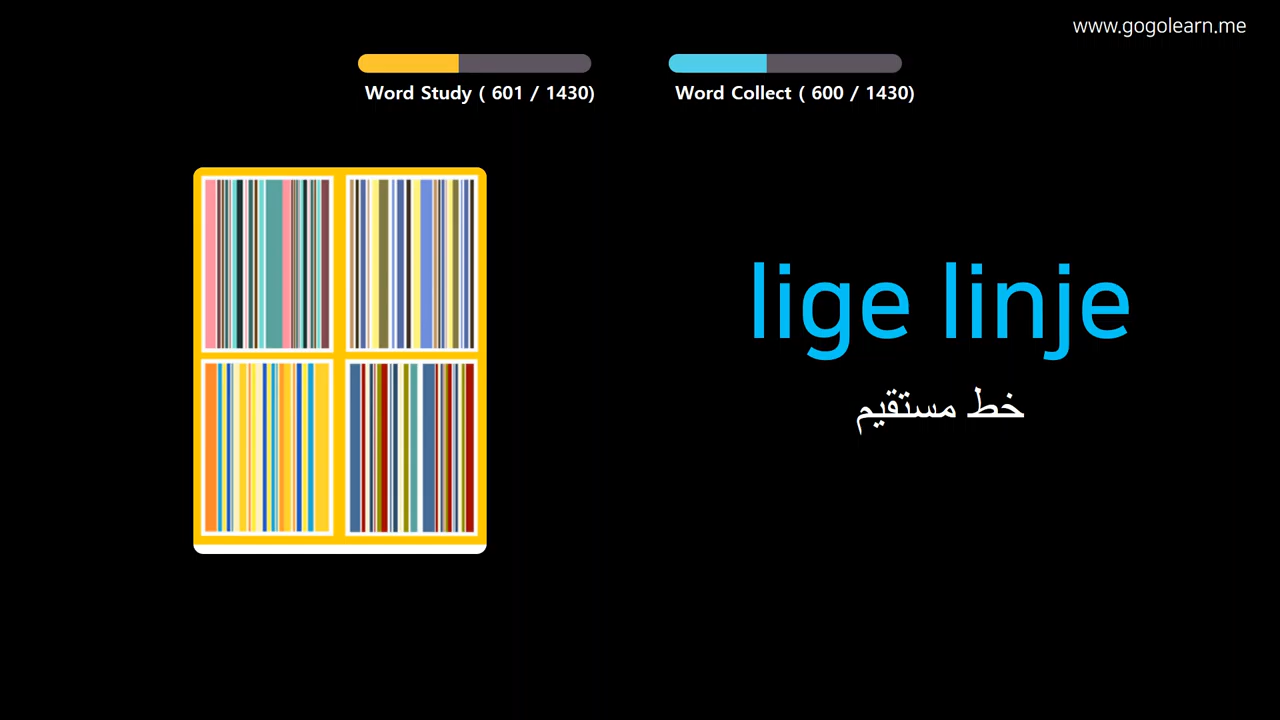 www.gogolearn.me
Word Study ( 601 / 1430)
Word Collect ( 600 / 1430)
lige linje
خط مستقيم